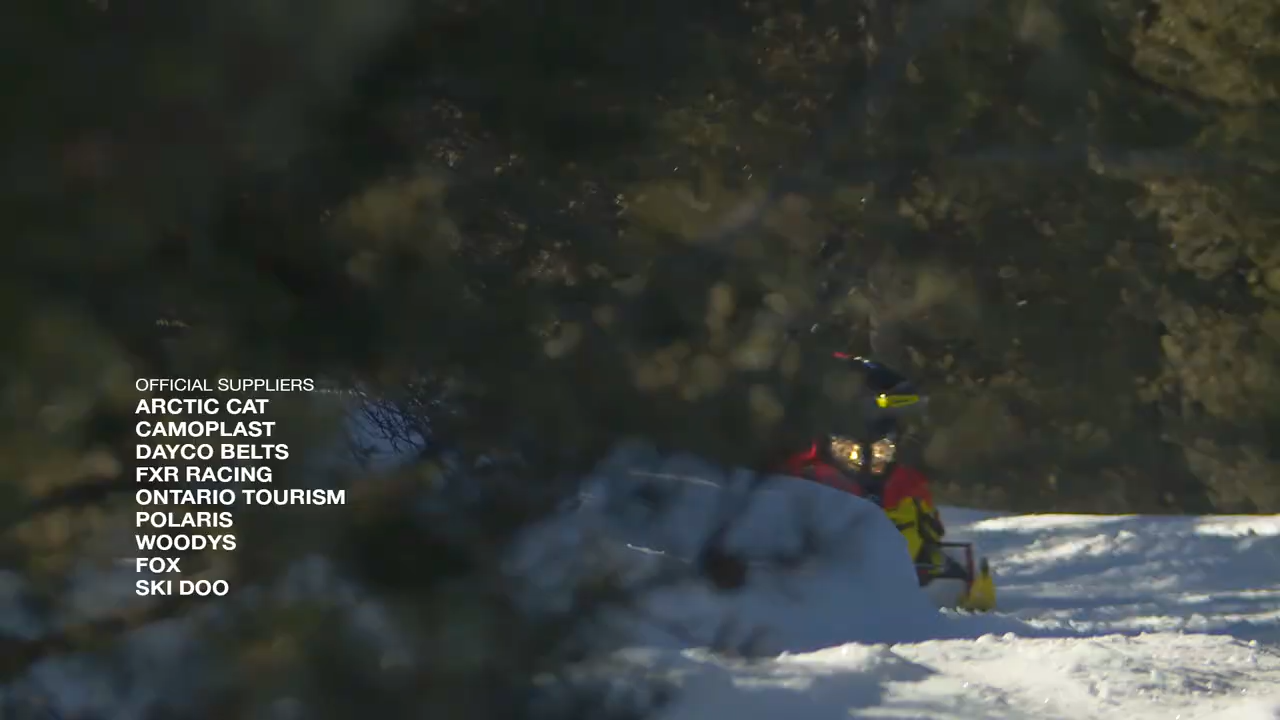 OFFICIAL SUPPLIERS
ARCTIC CAT
CAMOPLAST
DAYCO BELTS
FXR RACING
ONTARIO TOURISM
POLARIS
WOODYS
FOX
SKI DOO